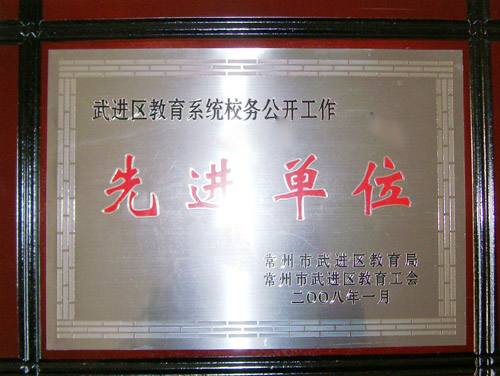 武进区教育系统校务公开工作
先进单位
常州市武进区教育局
常州市武进区教育工会
二〇〇八年一月